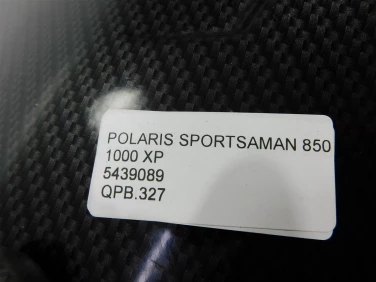 POLARIS SPORTSAMAN 850
1000 XP
5439089
QPB.327